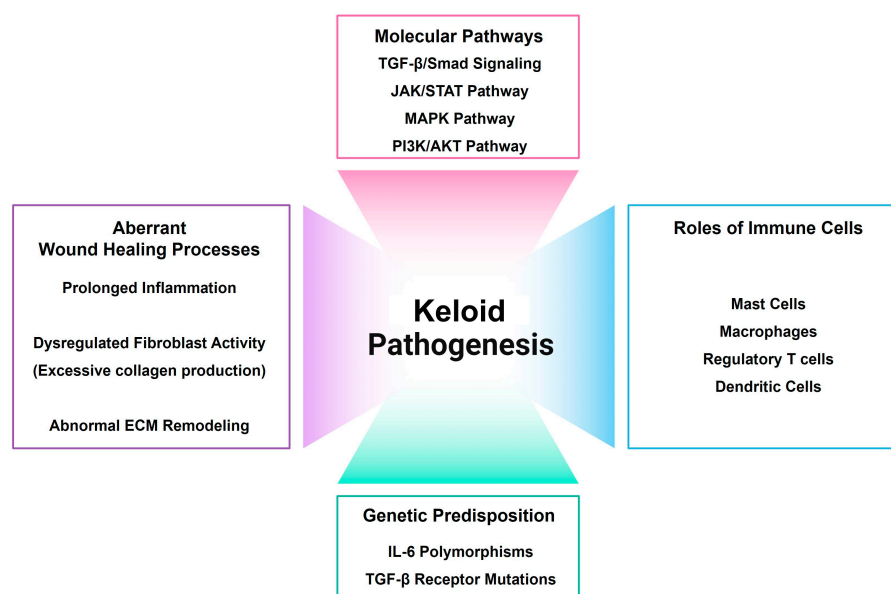 Molecular Pathways
TGF-β/Smad Signaling
JAK/STAT Pathway
MAPK Pathway
PI3K/AKT Pathway
Aberrant
Wound Healing Processes
Prolonged Inflammation
Dysregulated Fibroblast Activity
(Excessive collagen production)
Abnormal ECM Remodeling
Keloid
Pathogenesis
Roles of Immune Cells
Mast Cells
Macrophages
Regulatory T cells
Dendritic Cells
Genetic Predisposition
IL-6 Polymorphisms
TGF-β Receptor Mutations